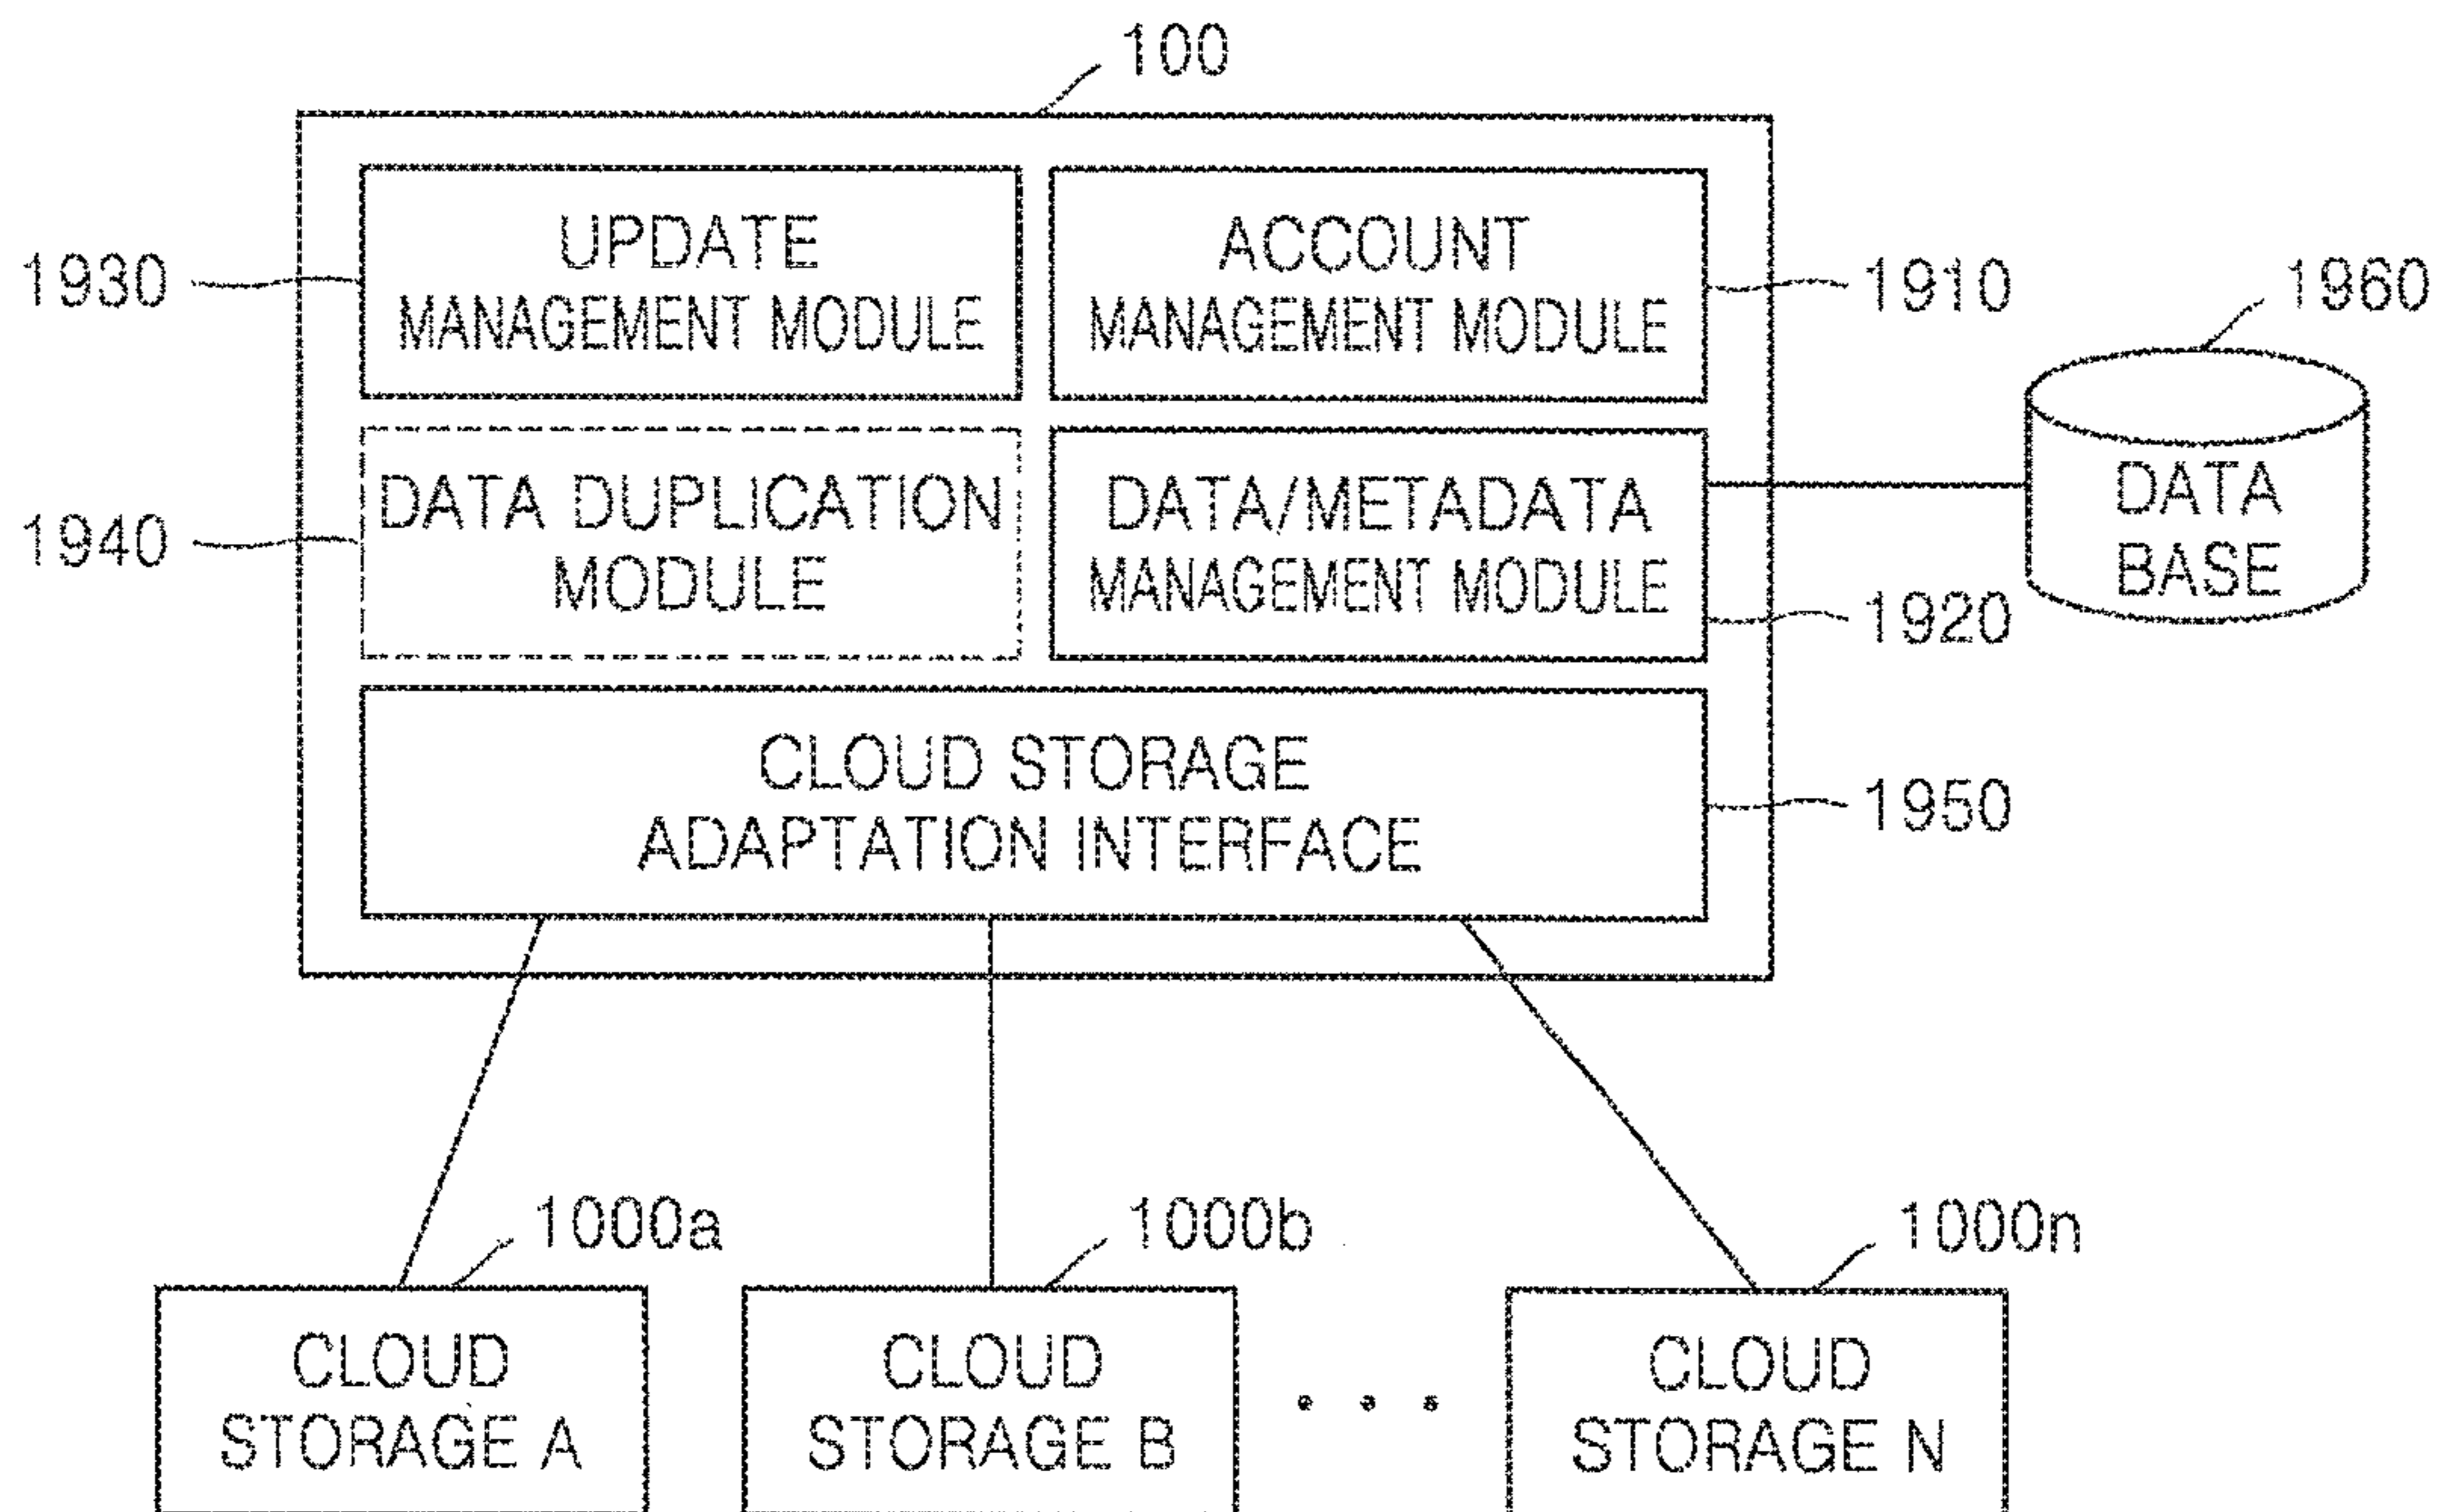 100
UPDATE
MANAGEMENT MODULE
ACCOUNT
MANAGEMENT MODULE
1930
1910
1960
DATA DUPLICATION
MODULE
DATA/METADATA
MANAGEMENT MODULE
1940
1920
DATA
BASE
CLOUD STORAGE
ADAPTATION INTERFACE
1950
1000a
1000b
1000n
CLOUD
STORAGE A
CLOUD
STORAGE B
• • •
CLOUD
STORAGE N